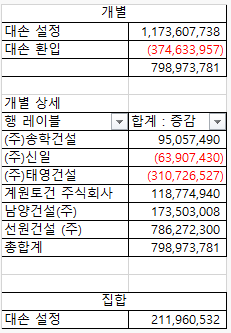 개별
대손 설정 1,173,607,738
대손 환입 (374,633,957)
798,973,781
개별 상세
행 레이블 합계 : 증감
(주)송학건설 95,057,490
(주)신일 (63,907,430)
(주)태영건설 (310,726,527)
계원토건 주식회사 118,774,940
남양건설(주) 173,503,008
선원건설 (주) 786,272,300
총합계 798,973,781
집합
대손 설정 211,960,532